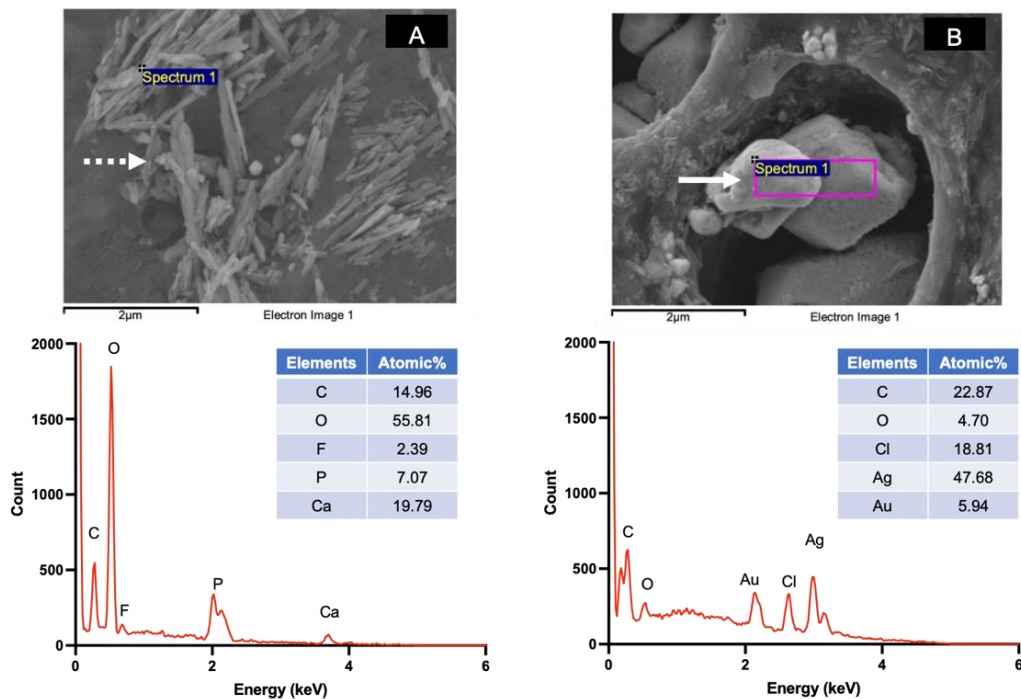 A
Spectrum 1
2μm
Electron Image 1
B
Spectrum 1
2μm
Electron Image 1
2000
1500
1000
500
0
Count
O
C
F
P
Ca
0
2
4
6
Energy (keV)
Elements Atomic%
C 14.96
O 55.81
F 2.39
P 7.07
Ca 19.79
2000
1500
1000
500
0
Count
C
O
Au
Cl
Ag
0
2
4
6
Energy (keV)
Elements Atomic%
C 22.87
O 4.70
Cl 18.81
Ag 47.68
Au 5.94